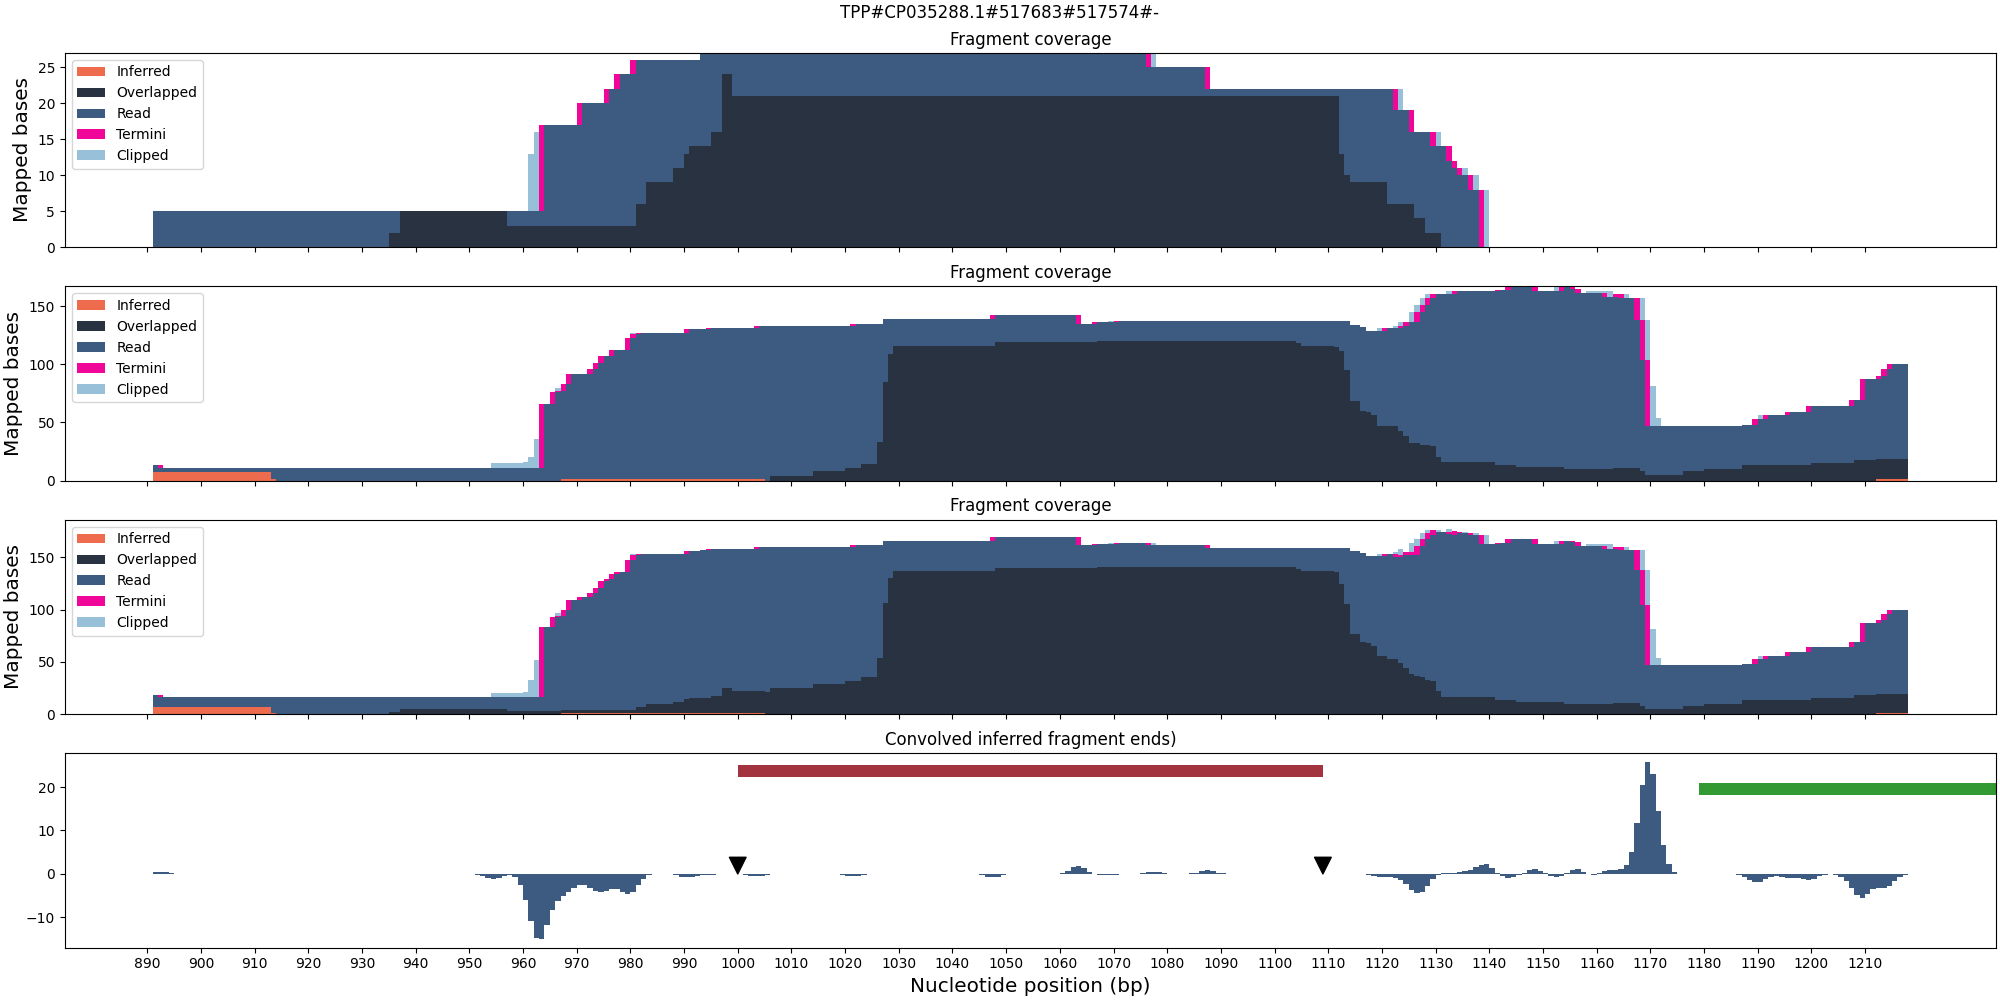 TPP#CP035288.1#517683#517574#-
Fragment coverage
Mapped bases
25
20
15
10
5
0
Inferred
Overlapped
Read
Termini
Clipped
Fragment coverage
Mapped bases
150
100
50
0
Inferred
Overlapped
Read
Termini
Clipped
Fragment coverage
Mapped bases
150
100
50
0
Inferred
Overlapped
Read
Termini
Clipped
Convolved inferred fragment ends)
20
10
0
−10
890 900 910 920 930 940 950 960 970 980 990 1000 1010 1020 1030 1040 1050 1060 1070 1080 1090 1100 1110 1120 1130 1140 1150 1160 1170 1180 1190 1200 1210
Nucleotide position (bp)